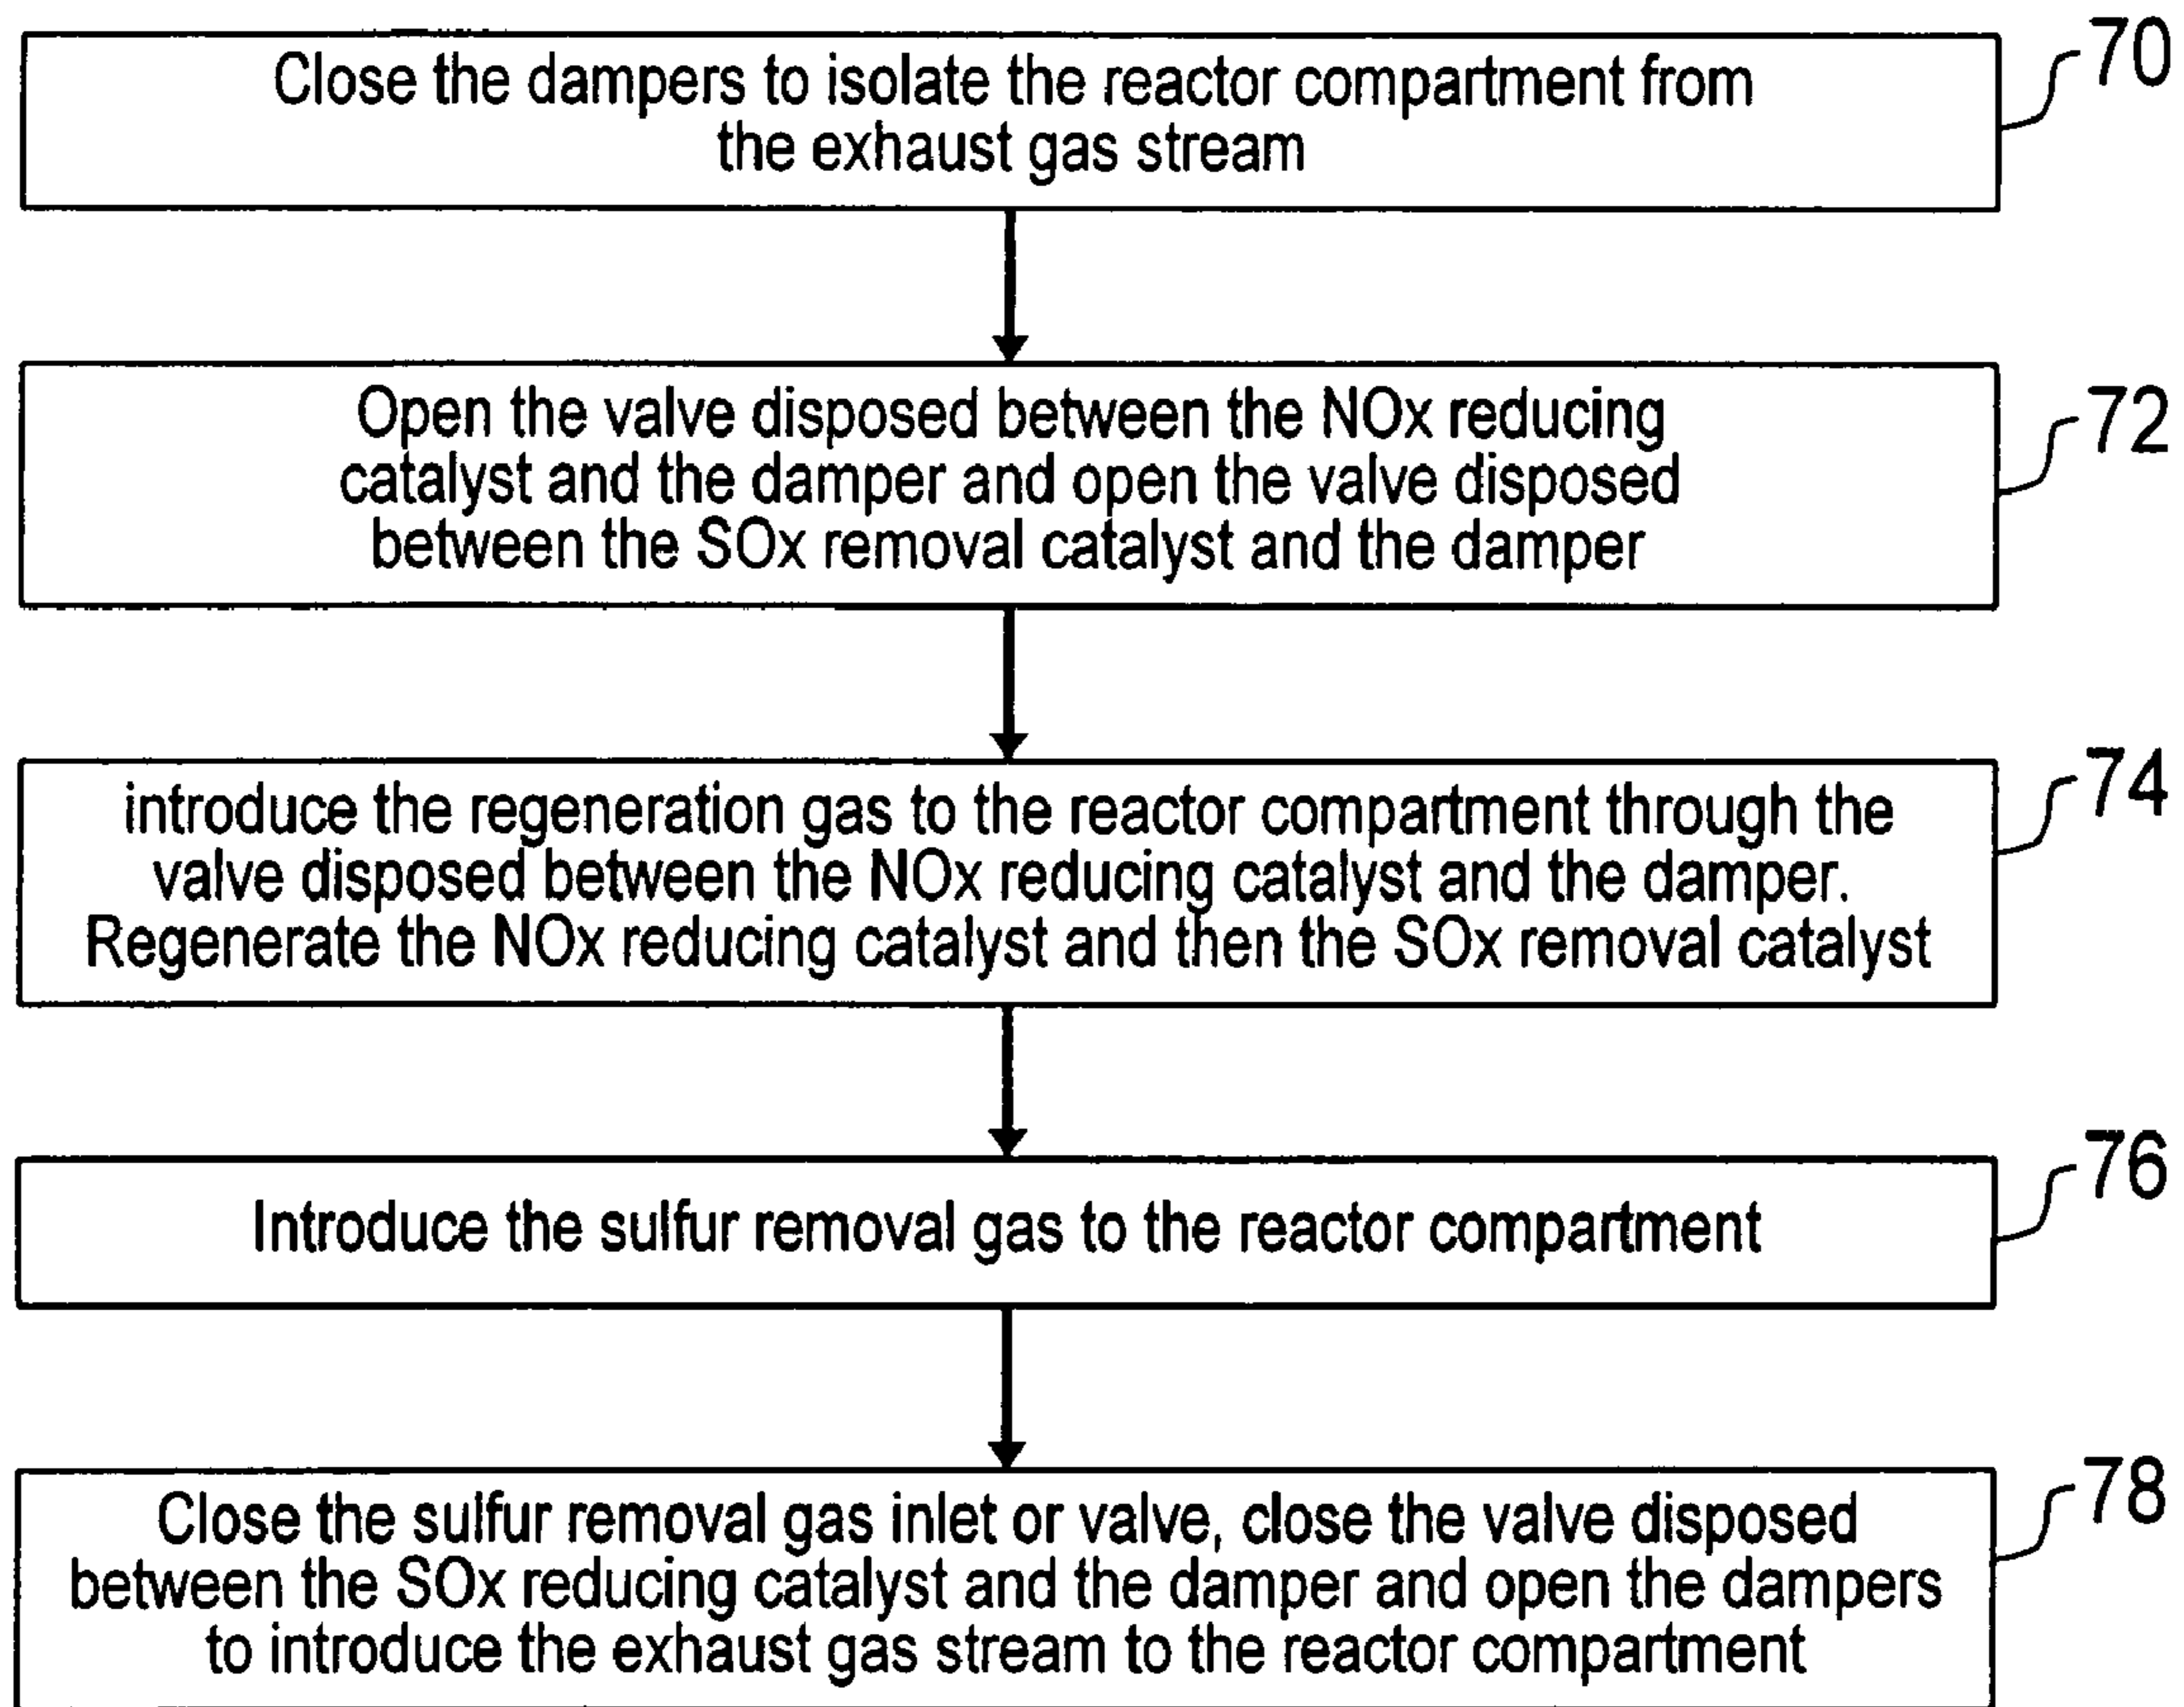 70
Close the dampers to isolate the reactor compartment from
the exhaust gas stream
72
Open the valve disposed between the NOx reducing
catalyst and the damper and open the valve disposed
between the SOx removal catalyst and the damper
74
introduce the regeneration gas to the reactor compartment through the
valve disposed between the NOx reducing catalyst and the damper.
Regenerate the NOx reducing catalyst and then the SOx removal catalyst
76
Introduce the sulfur removal gas to the reactor compartment
78
Close the sulfur removal gas inlet or valve, close the valve disposed
between the SOx reducing catalyst and the damper and open the dampers
to introduce the exhaust gas stream to the reactor compartment